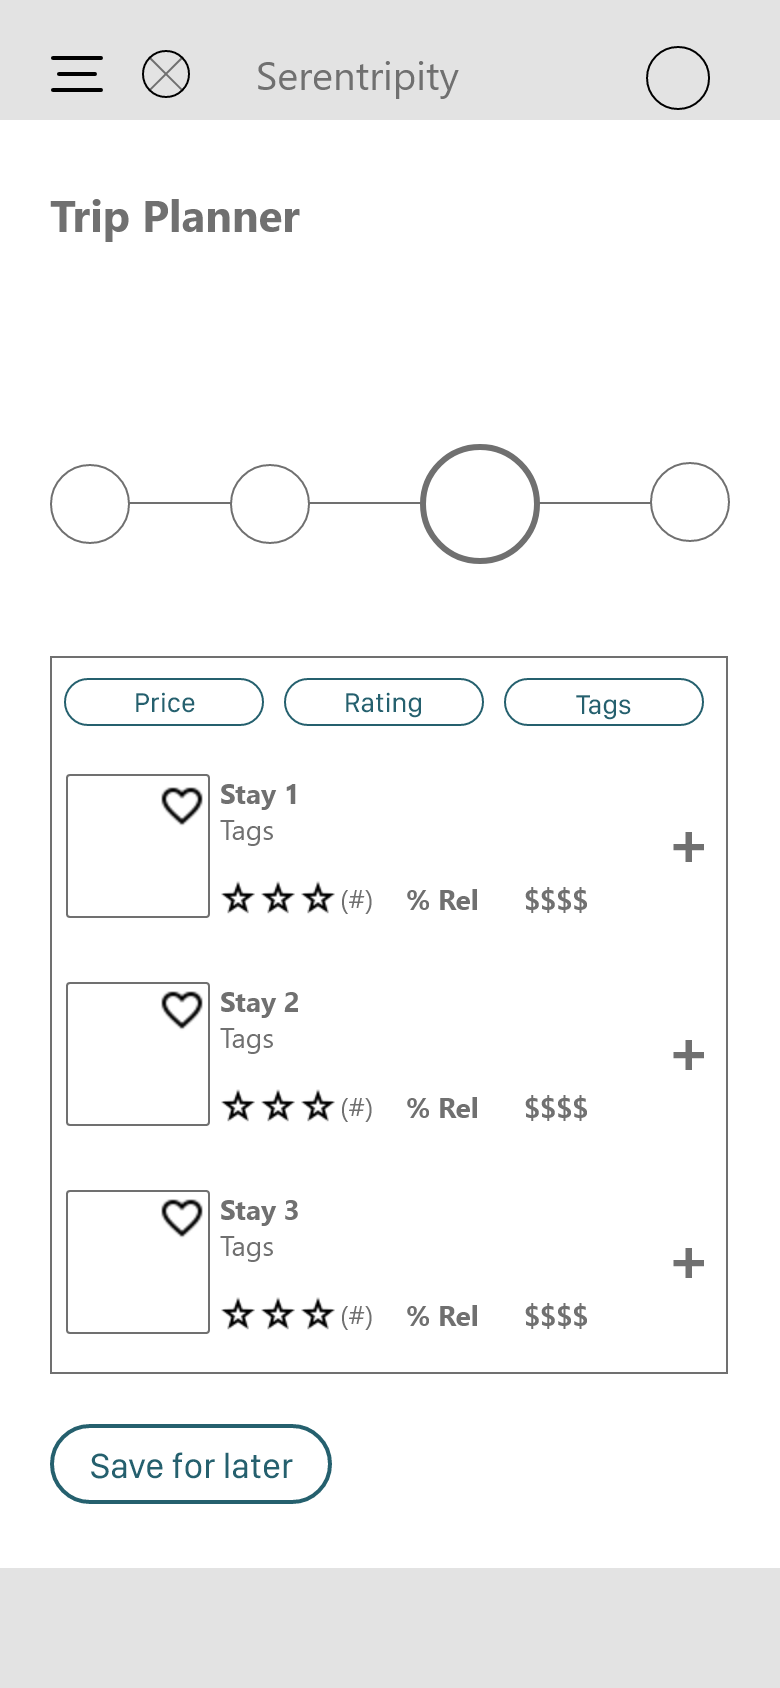 Serentripity
Trip Planner
Price Rating Tags
Stay 1
Tags
(#) % Rel $$$$
+
Stay 2
Tags
(#) % Rel $$$$
+
Stay 3
Tags
(#) % Rel $$$$
+
Save for later